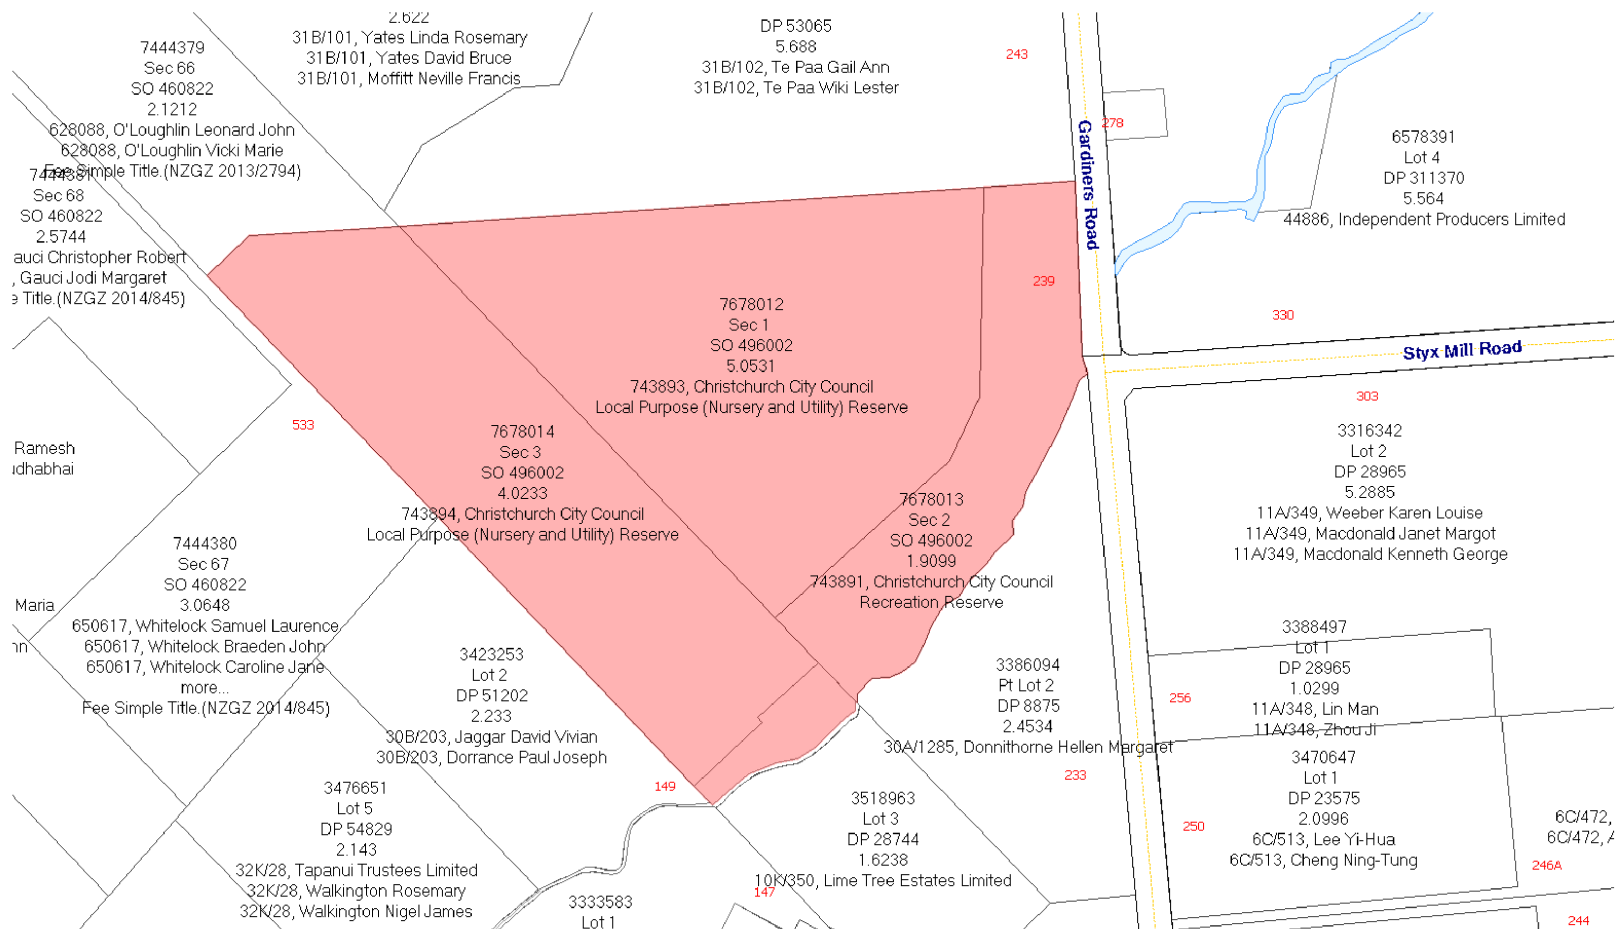 2.622
31B/101, Yates Linda Rosemary
31B/101, Yates David Bruce
31B/101, Moffitt Neville Francis
DP 53065
5.688
31B/102, Te Paa Gail Ann
31B/102, Te Paa Wiki Lester
243
7444379
Sec 66
SO 460822
2.1212
628088, O'Loughlin Leonard John
628088, O'Loughlin Vicki Marie
Fee Simple Title.(NZGZ 2013/2794)
7444381
Sec 68
SO 460822
2.5744
auci Christopher Robert
, Gauci Jodi Margaret
e Title.(NZGZ 2014/845)
278
Gardiners Road
6578391
Lot 4
DP 311370
5.564
44886, Independent Producers Limited
239
330
Styx Mill Road
7678012
Sec 1
SO 496002
5.0531
743893, Christchurch City Council
Local Purpose (Nursery and Utility) Reserve
303
533
7678014
Sec 3
SO 496002
4.0233
743894, Christchurch City Council
Local Purpose (Nursery and Utility) Reserve
3316342
Lot 2
DP 28965
5.2885
11A/349, Weeber Karen Louise
11A/349, Macdonald Janet Margot
11A/349, Macdonald Kenneth George
Ramesh
7678013
Sec 2
SO 496002
1.9099
743891, Christchurch City Council
Recreation Reserve
7444380
Sec 67
SO 460822
3.0648
650617, Whitelock Samuel Laurence
650617, Whitelock Braeden John
650617, Whitelock Caroline Jane
more...
Fee Simple Title.(NZGZ 2014/845)
Maria
3423253
Lot 2
DP 51202
2.233
30B/203, Jaggar David Vivian
30B/203, Dorrance Paul Joseph
3386094
Pt Lot 2
DP 8875
2.4534
30A/1285, Donnithorne Hellen Margaret
3388497
Lot 1
DP 28965
1.0299
11A/348, Lin Man
11A/348, Zhou Ji
256
233
149
3470647
Lot 1
DP 23575
2.0996
6C/513, Lee Yi-Hua
6C/513, Cheng Ning-Tung
250
3476651
Lot 5
DP 54829
2.143
32K/28, Tapanui Trustees Limited
32K/28, Walkington Rosemary
32K/28, Walkington Nigel James
3518963
Lot 3
DP 28744
1.6238
10K/350, Lime Tree Estates Limited
147
6C/472,
6C/472, A
246A
3333583
Lot 1
244